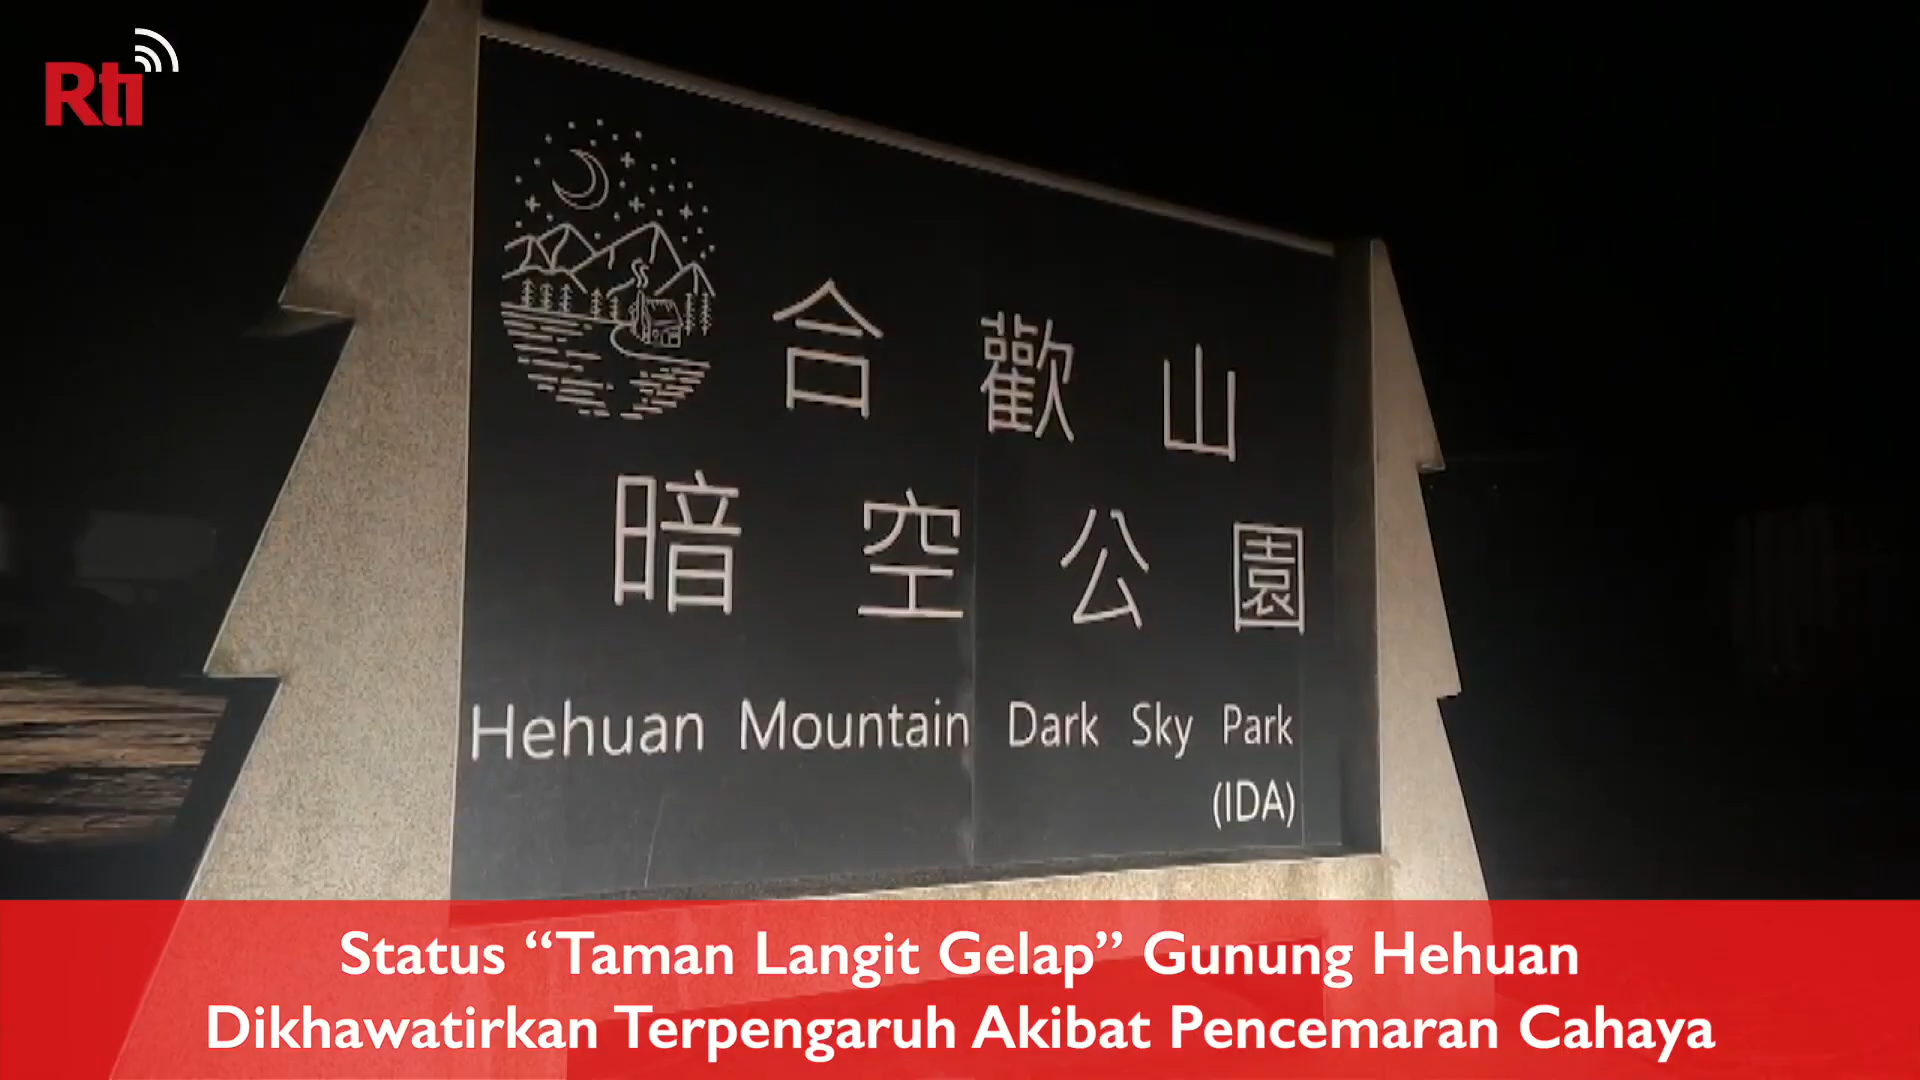 Rti
合歡山
暗空公園
Hehuan Mountain Dark Sky Park
(IDA)
Status “Taman Langit Gelap” Gunung Hehuan
Dikhawatirkan Terpengaruh Akibat Pencemaran Cahaya